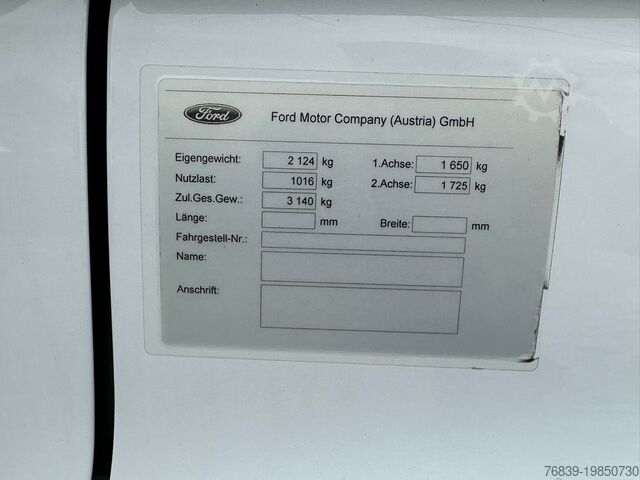 Ford Ford Motor Company (Austria) GmbH
Eigengewicht: 2 124 kg 1.Achse: 1 650 kg
Nutzlast: 1016 kg 2.Achse: 1 725 kg
Zul.Ges.Gew.: 3 140 kg
Länge: mm Breite: mm
Fahrgestell-Nr.:
Name:
Anschrift:
76839-19850730